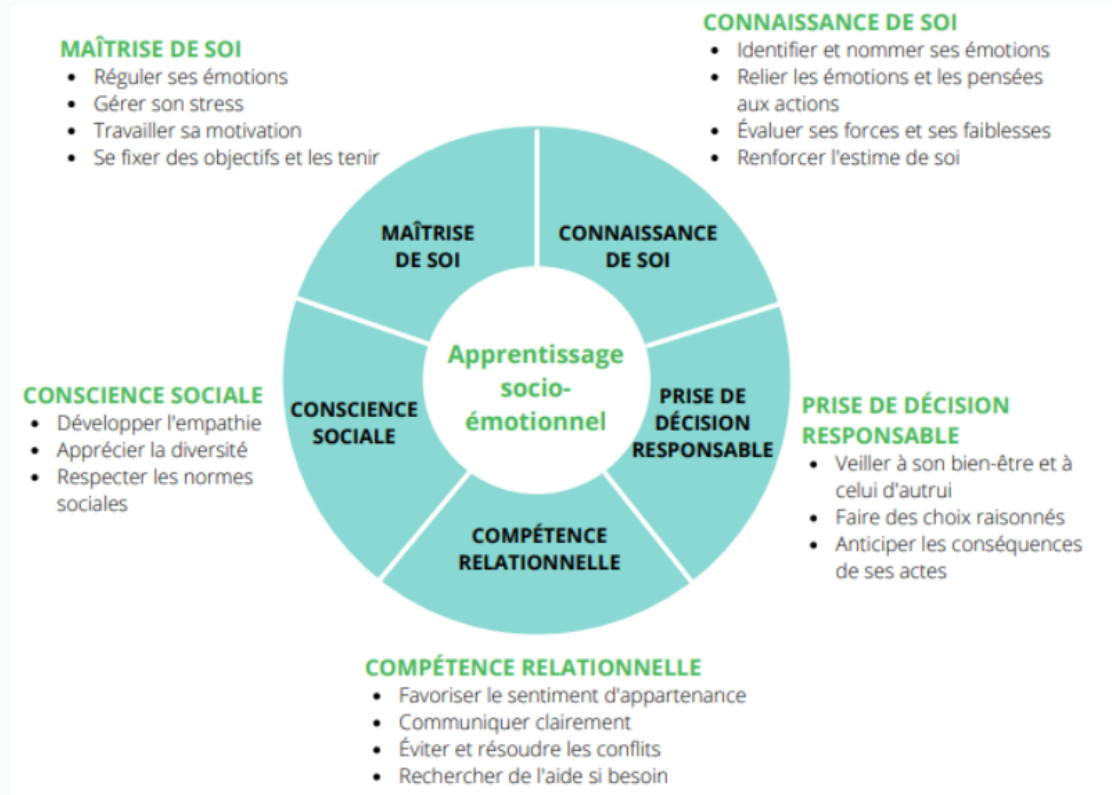 MAÎTRISE DE SOI
• Réguler ses émotions
• Gérer son stress
• Travailler sa motivation
• Se fixer des objectifs et les tenir
CONNAISSANCE DE SOI
• Identifier et nommer ses émotions
• Relier les émotions et les pensées
aux actions
• Évaluer ses forces et ses faiblesses
• Renforcer l'estime de soi
MAÎTRISE
DE SOI
CONNAISSANCE
DE SOI
Apprentissage
socio-
émotionnel
CONSCIENCE
SOCIALE
PRISE DE
DÉCISION
RESPONSABLE
COMPÉTENCE
RELATIONNELLE
CONSCIENCE SOCIALE
• Développer l'empathie
• Apprécier la diversité
• Respecter les normes
sociales
PRISE DE DÉCISION
RESPONSABLE
• Veiller à son bien-être et à
celui d'autrui
• Faire des choix raisonnés
• Anticiper les conséquences
de ses actes
COMPÉTENCE RELATIONNELLE
• Favoriser le sentiment d'appartenance
• Communiquer clairement
• Éviter et résoudre les conflits
• Rechercher de l'aide si besoin